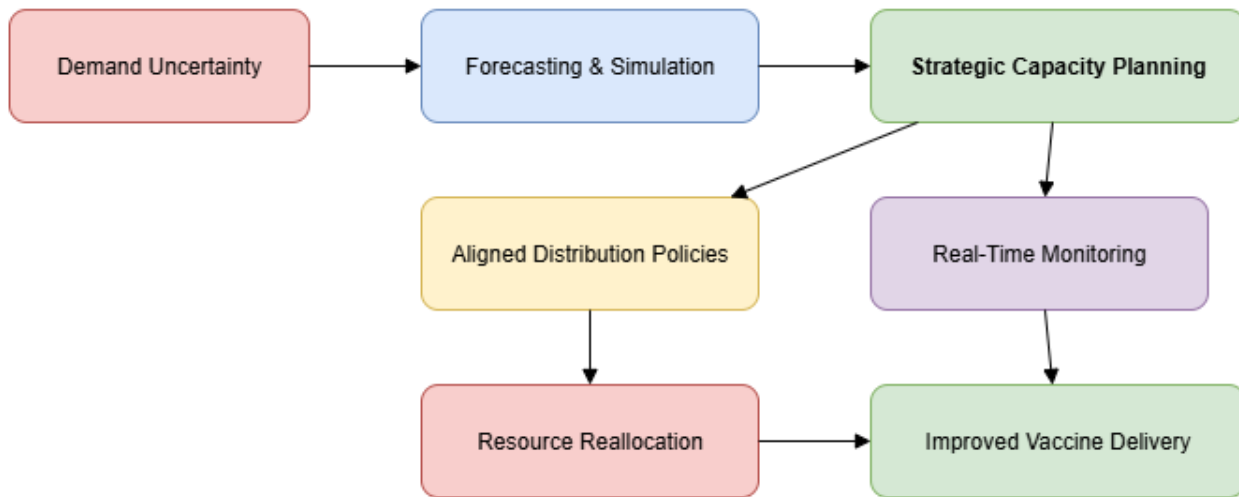 Demand Uncertainty
Forecasting & Simulation
Strategic Capacity Planning
Aligned Distribution Policies
Real-Time Monitoring
Resource Reallocation
Improved Vaccine Delivery